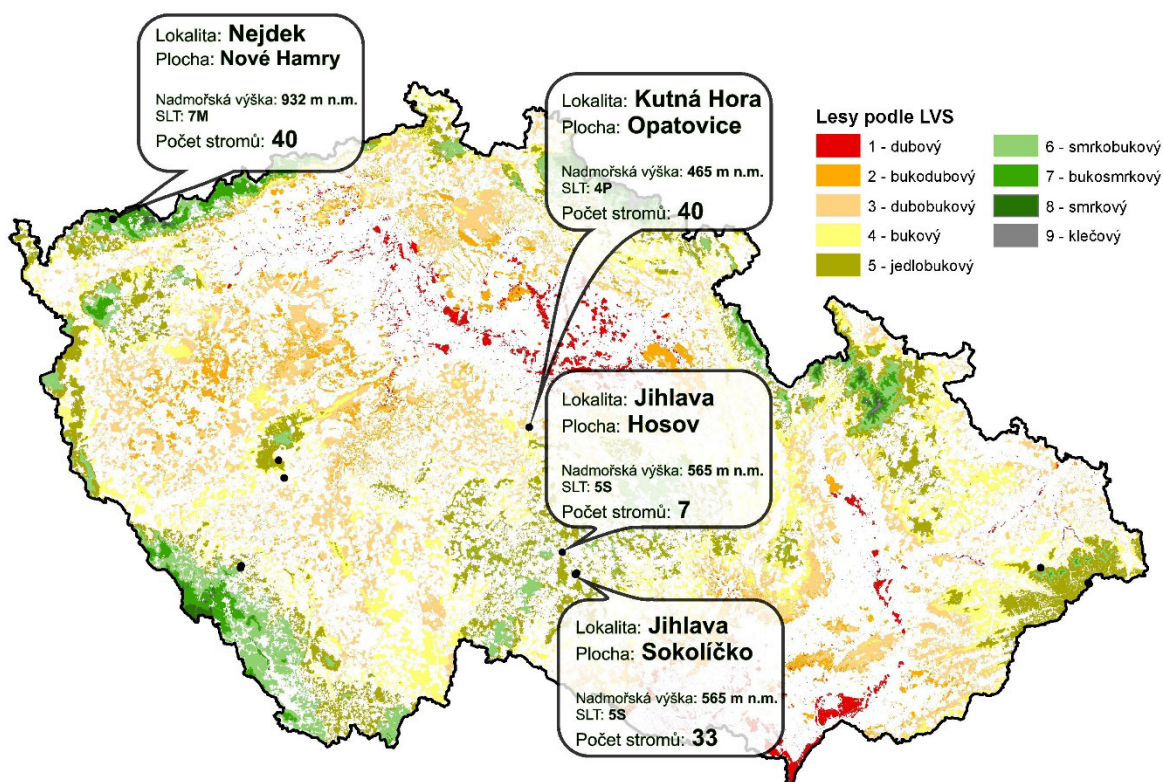 Lokalita: Nejdek
Plocha: Nové Hamry
Nadmořská výška: 932 m n.m.
SLT: 7M
Počet stromů: 40
Lokalita: Kutná Hora
Plocha: Opatovice
Nadmořská výška: 465 m n.m.
SLT: 4P
Počet stromů: 40
Lesy podle LVS
1 - dubový
2 - bukodubový
3 - dubobukový
4 - bukový
5 - jedlobukový
6 - smrkobukový
7 - bukosmrkový
8 - smrkový
9 - klečový
Lokalita: Jihlava
Plocha: Hosov
Nadmořská výška: 565 m n.m.
SLT: 5S
Počet stromů: 7
Lokalita: Jihlava
Plocha: Sokolíčko
Nadmořská výška: 565 m n.m.
SLT: 5S
Počet stromů: 33